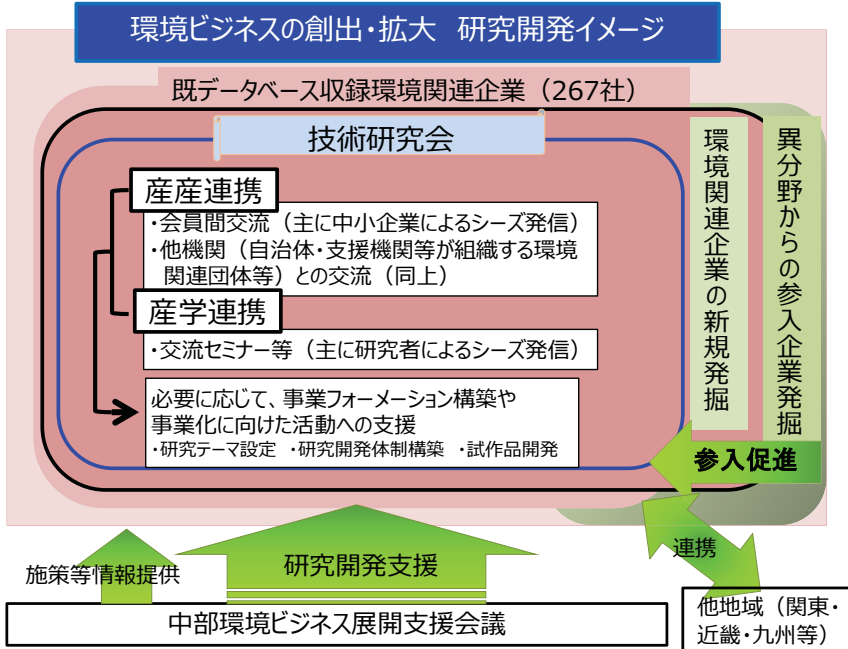 環境ビジネスの創出・拡大 研究開発イメージ
既データベース収録環境関連企業（267社）
技術研究会
産産連携
・会員間交流（主に中小企業によるシーズ発信）
・他機関（自治体・支援機関等が組織する環境
関連団体等）との交流（同上）
産学連携
・交流セミナー等（主に研究者によるシーズ発信）
必要に応じて、事業フォーメーション構築や
事業化に向けた活動への支援
・研究テーマ設定 ・研究開発体制構築 ・試作品開発
環境関連企業の新規発掘
異分野からの参入企業発掘
参入促進
連携
施策等情報提供
研究開発支援
中部環境ビジネス展開支援会議
他地域（関東・
近畿・九州等）